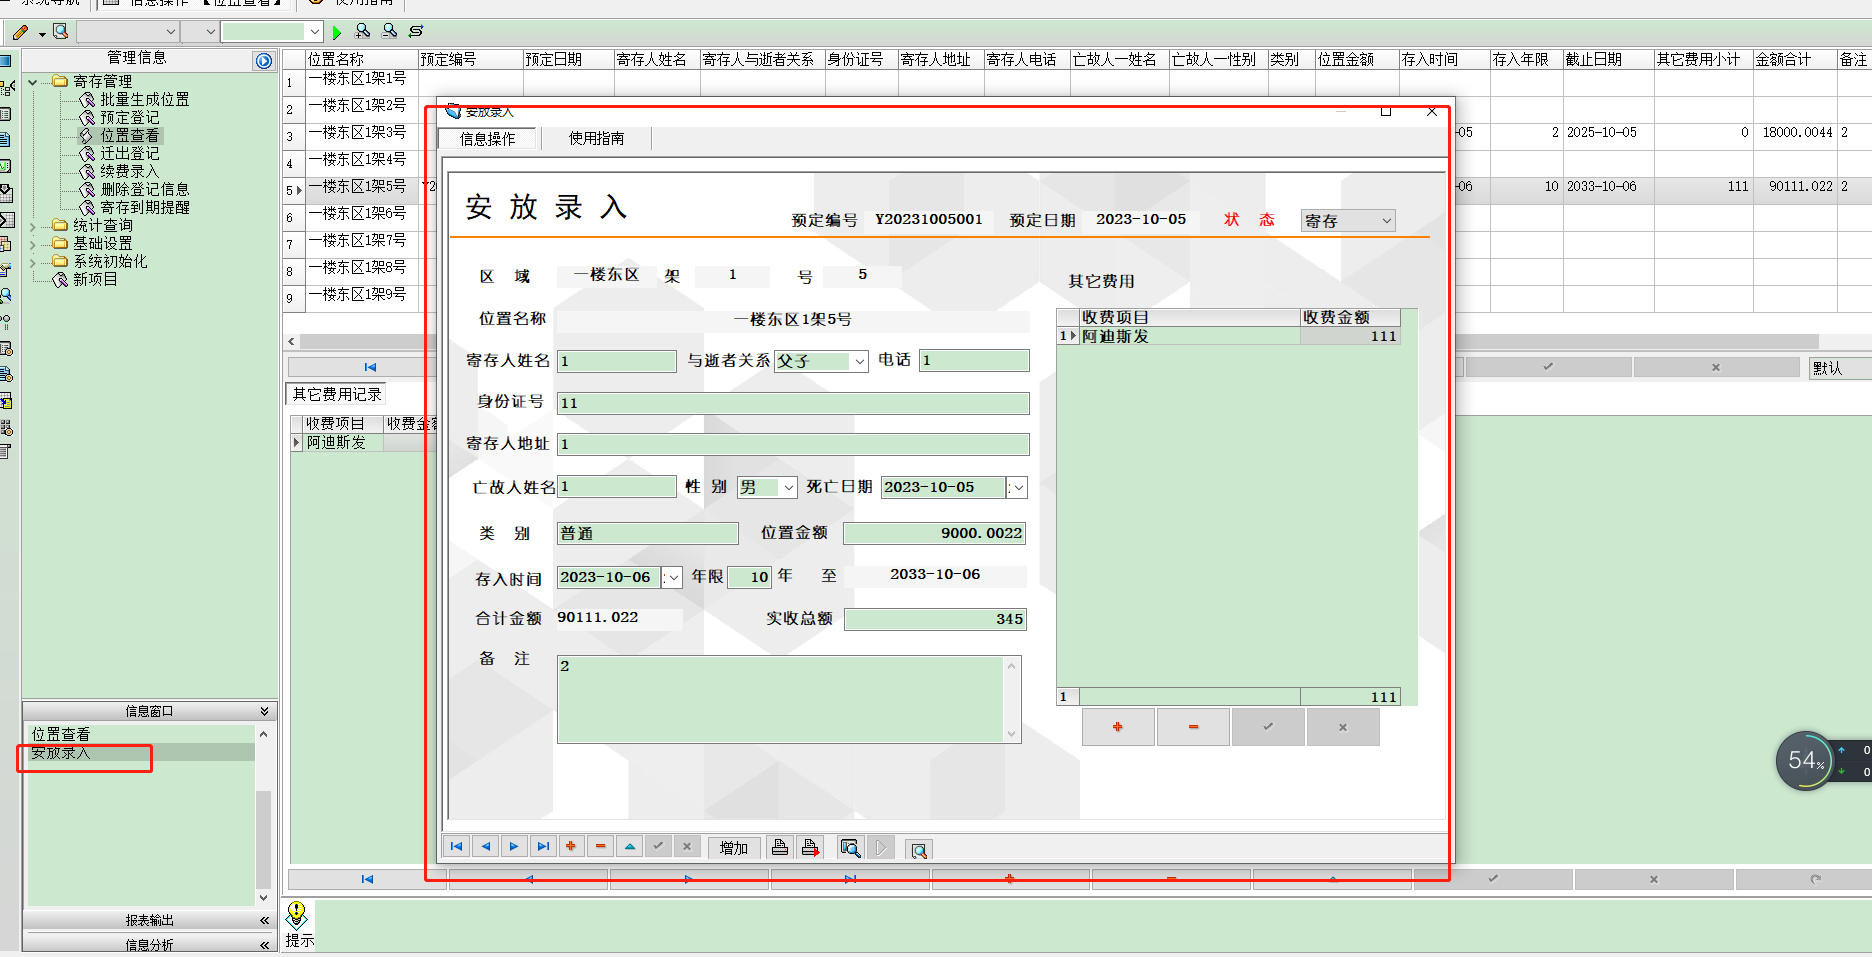 系统导航 信息操作 【位置查看】 使用指南
管理信息
寄存管理
批量生成位置
预定登记
位置查看
迁出登记
续费录入
删除登记信息
寄存到期提醒
统计查询
基础设置
系统初始化
新项目
信息窗口
位置查看
安放录入
报表输出
信息分析
位置名称 预定编号 预定日期 寄存人姓名 寄存人与逝者关系 身份证号 寄存人地址 寄存人电话 亡故人一姓名 亡故人一性别 类别 位置金额 存入时间 存入年限 截止日期 其它费用小计 金额合计 备注
1 一楼东区1架1号
2 一楼东区1架2号
3 一楼东区1架3号 -05 2 2025-10-05 0 18000.0044 2
4 一楼东区1架4号
5 一楼东区1架5号 Y2 -06 10 2033-10-06 111 90111.022 2
6 一楼东区1架6号
7 一楼东区1架7号
8 一楼东区1架8号
9 一楼东区1架9号
默认
其它费用记录
收费项目 收费金额
阿迪斯发
提示
安放录入
信息操作 使用指南
安放录入
预定编号 Y20231005001 预定日期 2023-10-05 状 态 寄存
区 域 一楼东区 架 1 号 5
位置名称 一楼东区1架5号
寄存人姓名 1 与逝者关系 父子 电话 1
身份证号 11
寄存人地址 1
亡故人姓名 1 性 别 男 死亡日期 2023-10-05
类 别 普通 位置金额 9000.0022
存入时间 2023-10-06 年限 10 年 至 2033-10-06
合计金额 90111.022 实收总额 345
备 注 2
其它费用
收费项目 收费金额
1 阿迪斯发 111
1 111
增加
54%
0
0